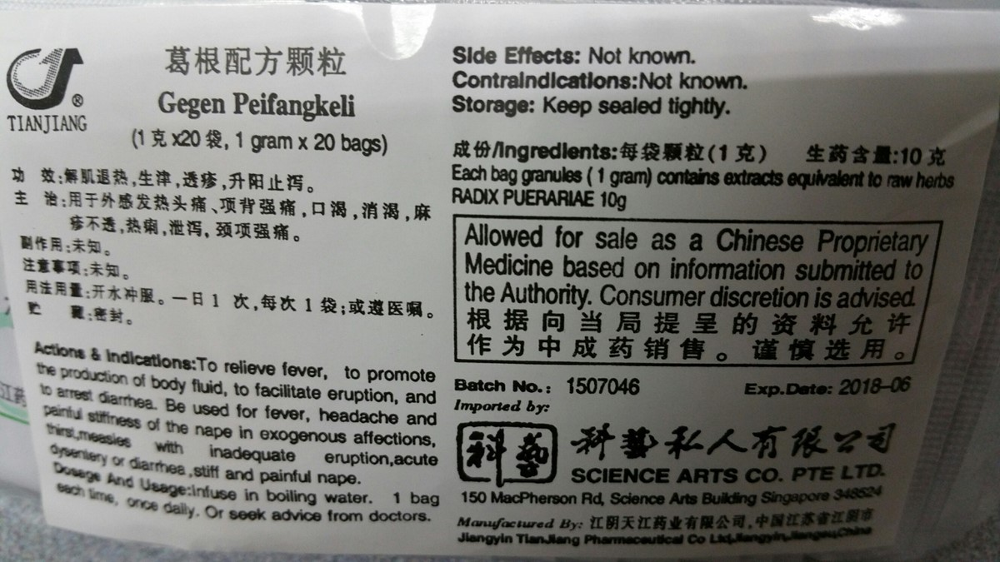 TIANJIANG
®
葛根配方颗粒
Gegen Peifangkeli
(1 克 x20 袋, 1 gram x 20 bags)
功 效:解肌退热,生津,透疹,升阳止泻。
主 治:用于外感发热头痛、项背强痛,口渴,消渴,麻
疹不透,热痢,泄泻,颈项强痛。
副作用:未知。
注意事项:未知。
用法用量:开水冲服。一日 1 次,每次 1 袋;或遵医嘱。
贮 藏:密封。
Actions & Indications:To relieve fever, to promote
the production of body fluid, to facilitate eruption, and
to arrest diarrhea. Be used for fever, headache and
painful stiffness of the nape in exogenous affections,
thirst,measles with inadequate eruption,acute
dysentery or diarrhea ,stiff and painful nape.
Dosage And Usage:Infuse in boiling water. 1 bag
each time, once daily. Or seek advice from doctors.
Side Effects: Not known.
Contraindications:Not known.
Storage: Keep sealed tightly.
成份/Ingredients:每袋颗粒(1 克) 生药含量:10 克
Each bag granules ( 1 gram) contains extracts equivalent to raw herbs
RADIX PUERARIAE 10g
Allowed for sale as a Chinese Proprietary
Medicine based on information submitted to
the Authority. Consumer discretion is advised.
根据向当局提呈的资料允许
作为中成药销售。谨慎选用。
Batch No.: 1507046 Exp.Date: 2018-06
Imported by:
科藝
科藝私人有限公司
SCIENCE ARTS CO. PTE LTD.
150 MacPherson Rd, Science Arts Building Singapore 348524
Manufactured By: 江阴天江药业有限公司,中国江苏省江阴市
Jiangyin TianJiang Pharmaceutical Co Ltd,Jiangyin,Jiangsu,China
江药